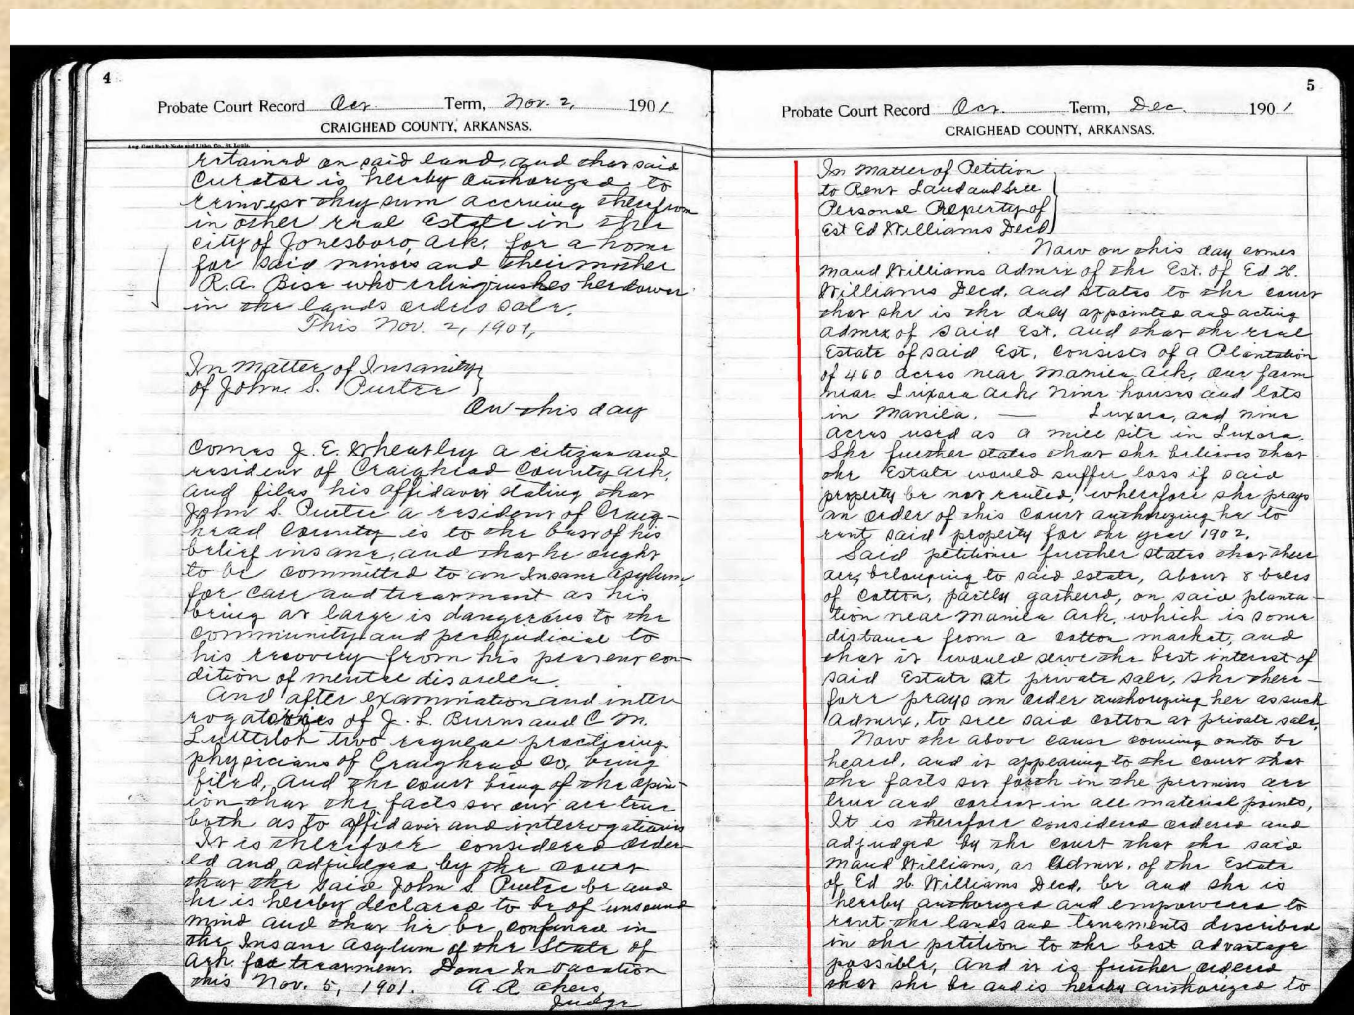 4
Probate Court Record Oct Term, Nov. 2, 1901
CRAIGHEAD COUNTY, ARKANSAS.
retained on said land, and that said
Curator is hereby authorized to
reinvest the sum accruing therefrom
in other real Estate in the
city of Jonesboro, Ark. for a home
for said minors and their mother
R. A. Bise who relinquishes her dower
in the lands orders sale.
This Nov. 2, 1901,
In Matter of Insanity
of John. S.
On this day
comes J. E. Wheatley a citizen and
resident of Craighead County Ark.
and files his affidavit stating that
John S. a resident of Craig-
head County is to the best of his
belief insane, and that he ought
to be committed to an Insane asylum,
for care and treatment as his
being at large is dangerous to the
community and predjudicial to
his recovery from his present con-
dition of mental disorder.
And after examination and inter
rogatories of J. L. Burns and C. M.
two regular practicing
physicians of Craighead Co. being
filed, and the court being of the opin-
ion that the facts set out are true
both as to affidavit and interrogatories
It is therefore considered order-
ed and adjudged by the court
that the said John S. be and
he is hereby declared to be of unsound
mind and that he be confined in
the Insane Asylum of the State of
Ark. for treatment. Done In Vacation
this Nov. 5, 1901. A R
Judge
5
Probate Court Record Oct. Term, Dec. 1901
CRAIGHEAD COUNTY, ARKANSAS.
In Matter of Petition
to Rent Land and Sell
Personal Property of
Est Ed Williams Decd
Now on this day comes
Maud Williams Admrx of the Est. of Ed H.
Williams Decd. and states to the court
that she is the duly appointed and acting
Admrx of said Est. and that the real
Estate of said Est. consists of a Plantation
of 460 acres near Manila Ark, one farm
near Luxora Ark, nine houses and lots
in Manila. — Luxora, and nine
acres used as a mill site in Luxora.
She further states that she believes that
the Estate would suffer loss if said
property be not rented, wherefore she prays
an order of this court authorizing her to
rent said property for the year 1902.
Said petitioner further states that there
are, belonging to said estate, about 8 bales
of cotton, partly gathered, on said planta-
tion near Manila Ark, which is some
distance from a cotton market, and
that it would serve the best interest of
said Estate at private sale, she there-
fore prays an order authorizing her as such
Admrx, to sell said cotton at private sale,
Now the above cause coming on to be
heard, and it appearing to the court that
the facts set forth in the premises are
true and correct in all material points,
It is therefore considered ordered and
adjudged by the court that the said
Maud Williams, as Admrx. of the Estate
of Ed H. Williams Decd. be and she is
hereby authorized and empowered to
rent the lands and tenements described
in the petition to the best advantage
possible, And it is further ordered
that she be and is hereby authorized to